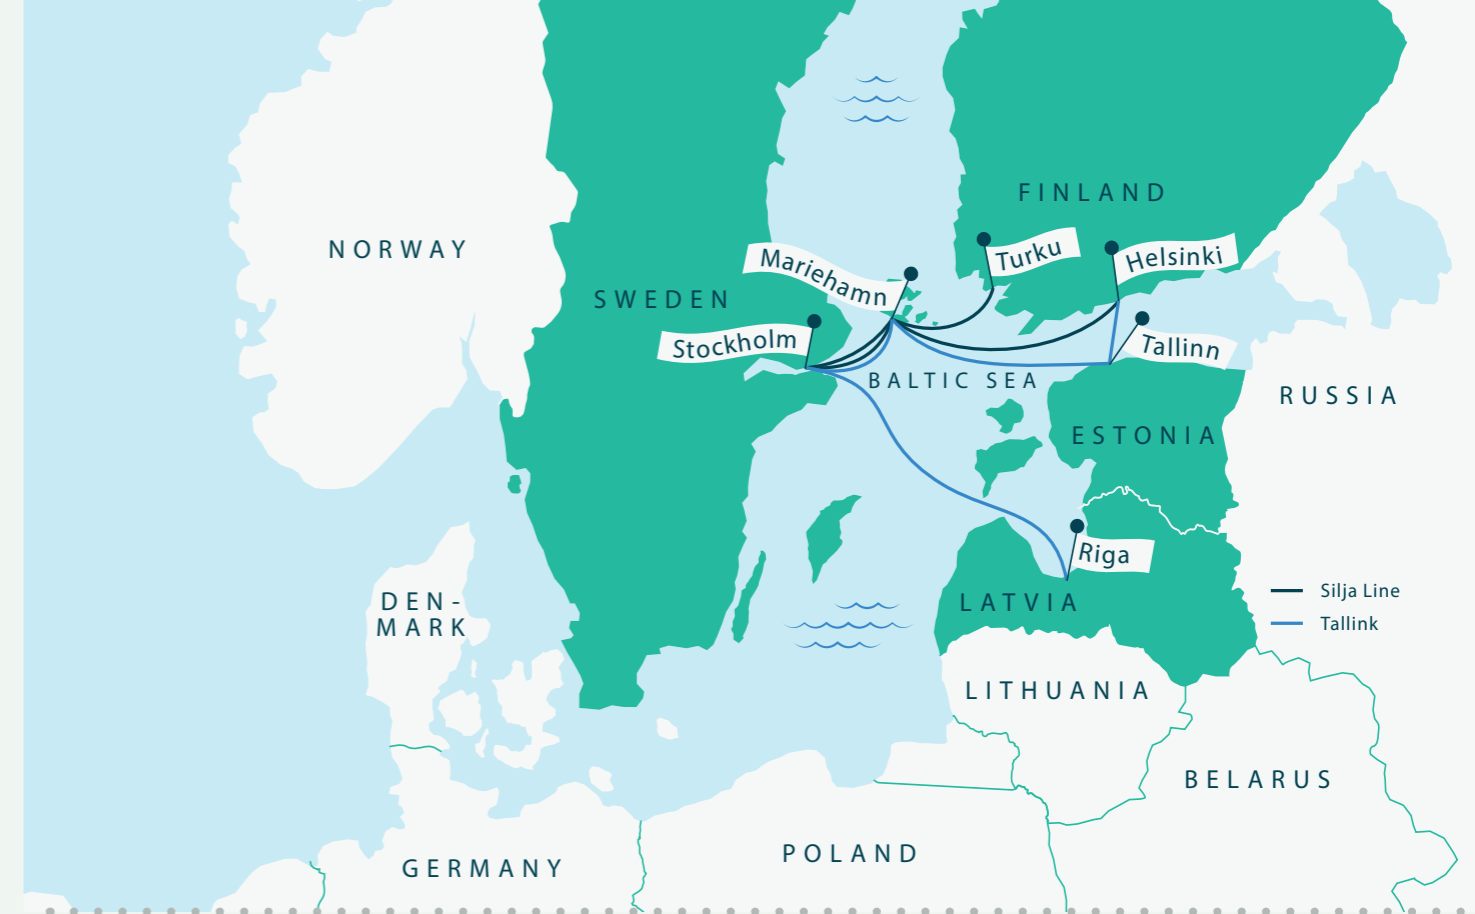 FINLAND
NORWAY
Turku
Helsinki
Mariehamn
SWEDEN
Stockholm
Tallinn
BALTIC SEA
RUSSIA
ESTONIA
Riga
DEN-
MARK
LATVIA
Silja Line
Tallink
LITHUANIA
BELARUS
POLAND
GERMANY